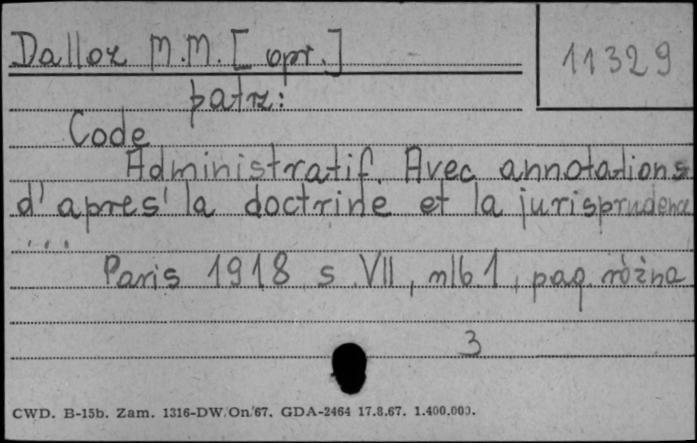 Dalloz M.M. [opr.]
11329
patrz:
Code
Administratif. Avec annotations
d'apres' la doctrine et la jurisprudence
...
Paris 1918 s. VII, nlb 1, pag. różna
3
CWD. B-15b. Zam. 1316-DW/On/67. GDA-2464 17.8.67. 1.400.000.